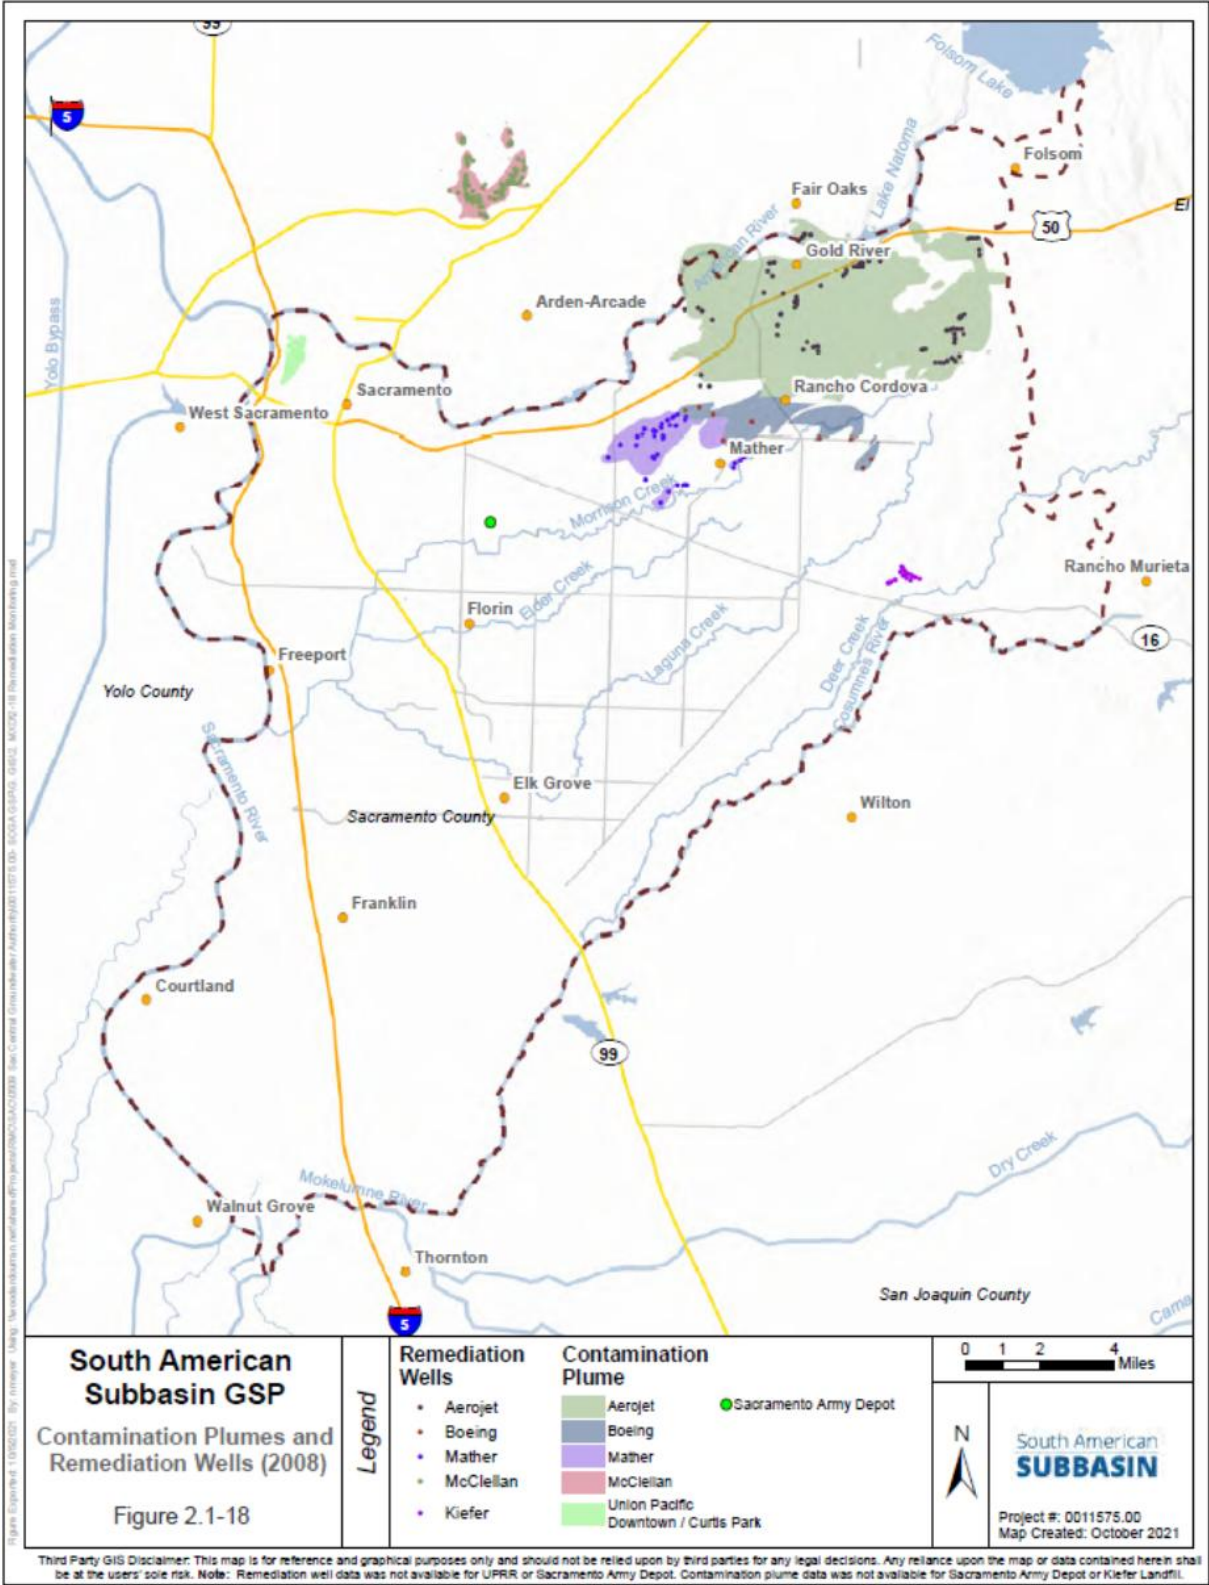 99
5
Folsom Lake
Lake Natoma
Folsom
Fair Oaks
El
50
American River
Gold River
Arden-Arcade
Yolo Bypass
Sacramento
Rancho Cordova
West Sacramento
Mather
Morrison Creek
Rancho Murieta
Elder Creek
Florin
Laguna Creek
Deer Creek
Cosumnes River
16
Freeport
Yolo County
Sacramento River
Elk Grove
Sacramento County
Wilton
Franklin
Courtland
99
Dry Creek
Mokelumne River
Walnut Grove
Thornton
San Joaquin County
Cama
5
South American
Subbasin GSP
Contamination Plumes and
Remediation Wells (2008)
Figure 2.1-18
Legend
Remediation
Wells
Aerojet
Boeing
Mather
McClellan
Kiefer
Contamination
Plume
Aerojet
Boeing
Mather
McClellan
Union Pacific
Downtown / Curtis Park
Sacramento Army Depot
0 1 2 4
Miles
N
South American
SUBBASIN
Project #: 0011575.00
Map Created: October 2021
Third Party GIS Disclaimer: This map is for reference and graphical purposes only and should not be relied upon by third parties for any legal decisions. Any reliance upon the map or data contained herein shall
be at the users' sole risk. Note: Remediation well data was not available for UPRR or Sacramento Army Depot. Contamination plume data was not available for Sacramento Army Depot or Kiefer Landfill.